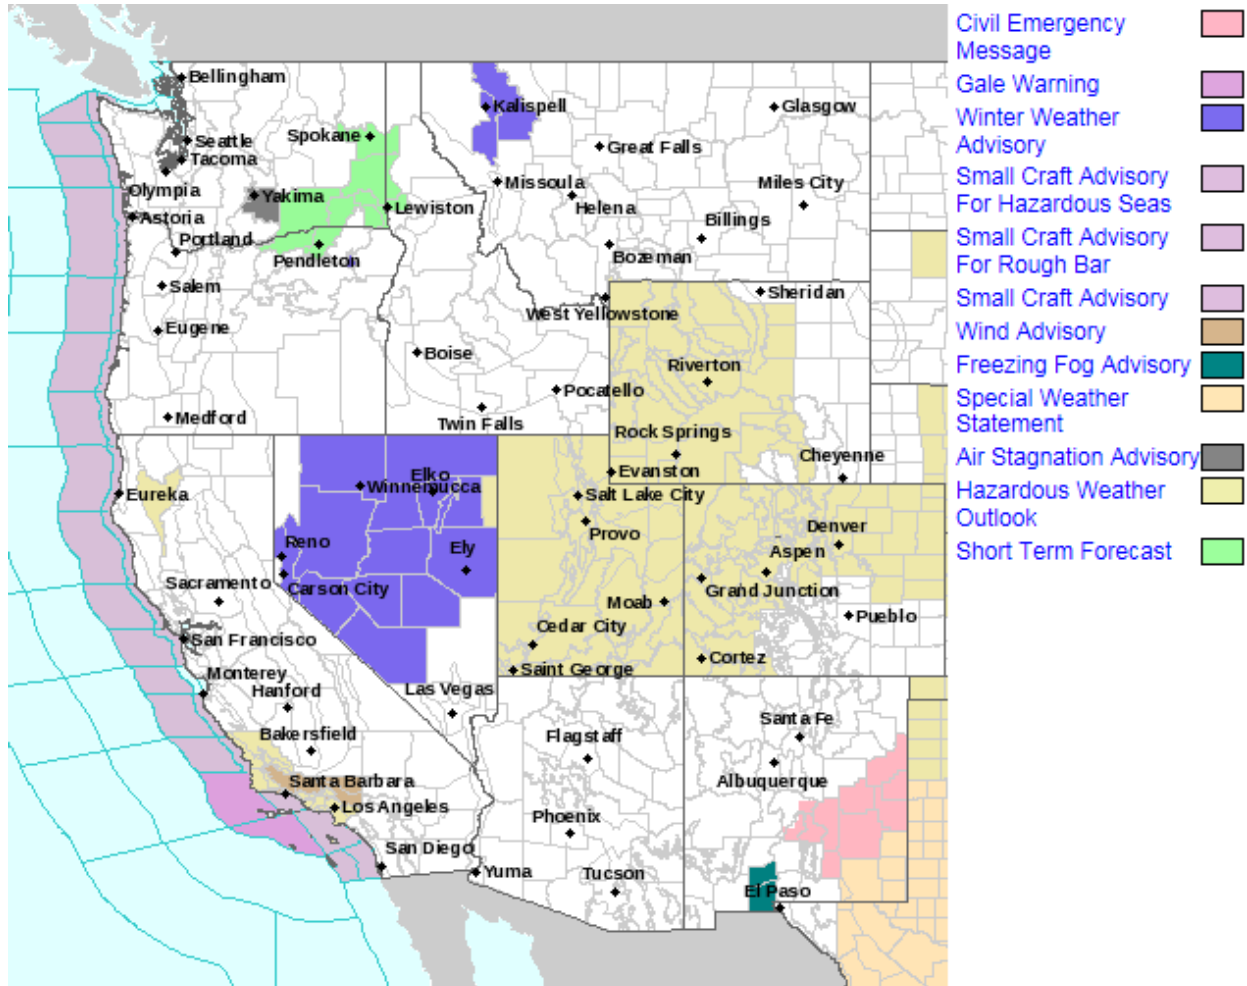 Bellingham
Seattle
Tacoma
Olympia
Astoria
Portland
Salem
Eugene
Medford
Spokane
Yakima
Pendleton
Lewiston
Kalispell
Missoula
Great Falls
Helena
Glasgow
Miles City
Billings
Bozeman
West Yellowstone
Sheridan
Boise
Pocatello
Twin Falls
Riverton
Rock Springs
Evanston
Cheyenne
Eureka
Winnemucca
Elko
Reno
Carson City
Ely
Salt Lake City
Provo
Denver
Aspen
Grand Junction
Moab
Pueblo
Cedar City
Saint George
Cortez
Sacramento
San Francisco
Monterey
Hanford
Las Vegas
Bakersfield
Santa Barbara
Los Angeles
San Diego
Flagstaff
Phoenix
Yuma
Tucson
Santa Fe
Albuquerque
El Paso
Civil Emergency
Message
Gale Warning
Winter Weather
Advisory
Small Craft Advisory
For Hazardous Seas
Small Craft Advisory
For Rough Bar
Small Craft Advisory
Wind Advisory
Freezing Fog Advisory
Special Weather
Statement
Air Stagnation Advisory
Hazardous Weather
Outlook
Short Term Forecast